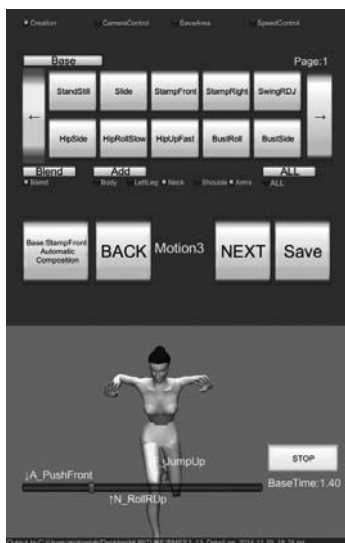 Creation CameraControl SaveArea SpeedControl
Base Page:1
← StandStill Slide StampFront StampRight SwingRDJ →
HipSide HipRollSlow HipUpFast BustRoll BustSide
Blend Add ALL
Blend Body LeftLeg Neck Shoulds Arms ALL
Base:StampFront
Automatic
Composition
BACK Motion3 NEXT Save
JumpUp
STOP
↓A_PushFront
BaseTime:1.40
↑N_RollRUp